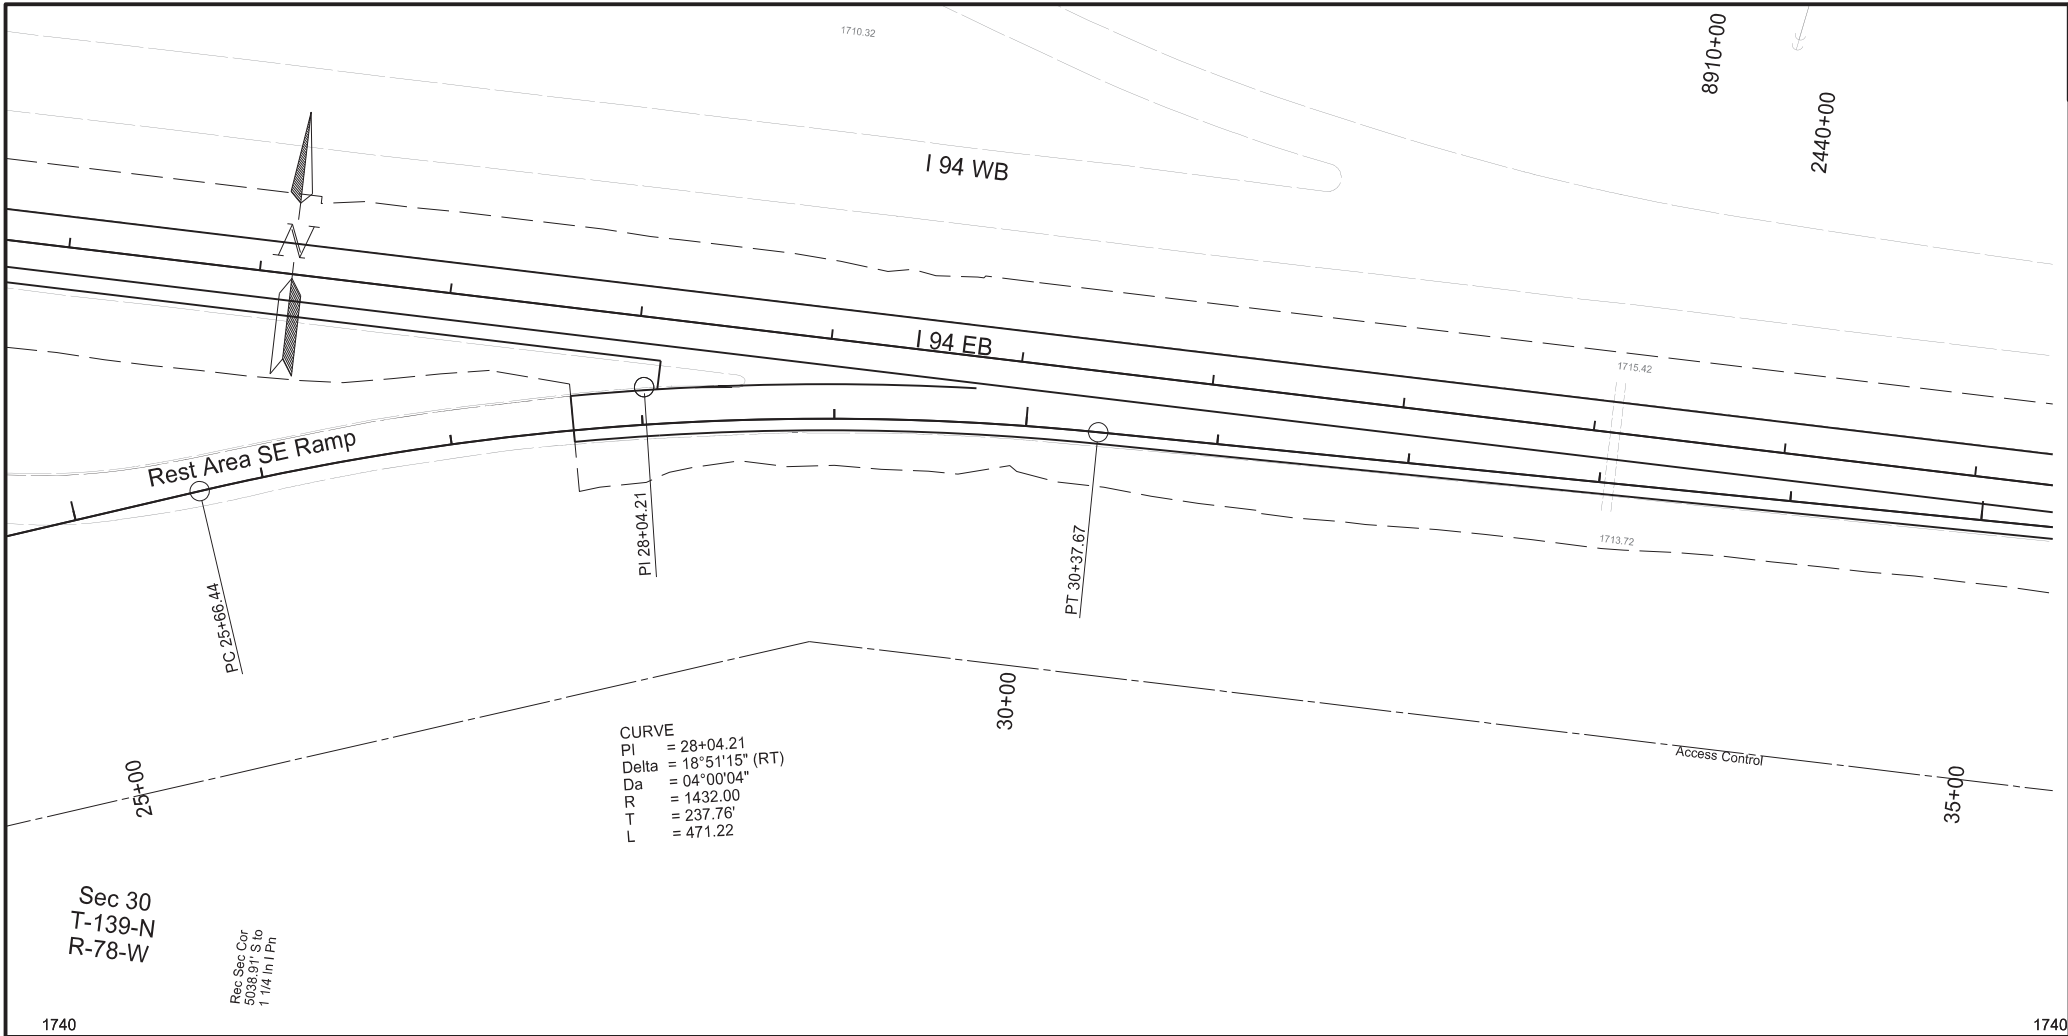 1710.32
8910+00
2440+00
I 94 WB
N
I 94 EB
1715.42
Rest Area SE Ramp
PC 25+66.44
PI 28+04.21
PT 30+37.67
1713.72
25+00
30+00
35+00
Access Control
CURVE
PI = 28+04.21
Delta = 18°51'15" (RT)
Da = 04°00'04"
R = 1432.00
T = 237.76'
L = 471.22
Sec 30
T-139-N
R-78-W
Rec Sec Cor
5038.91' S to
1 1/4 In I Pn
1740
1740